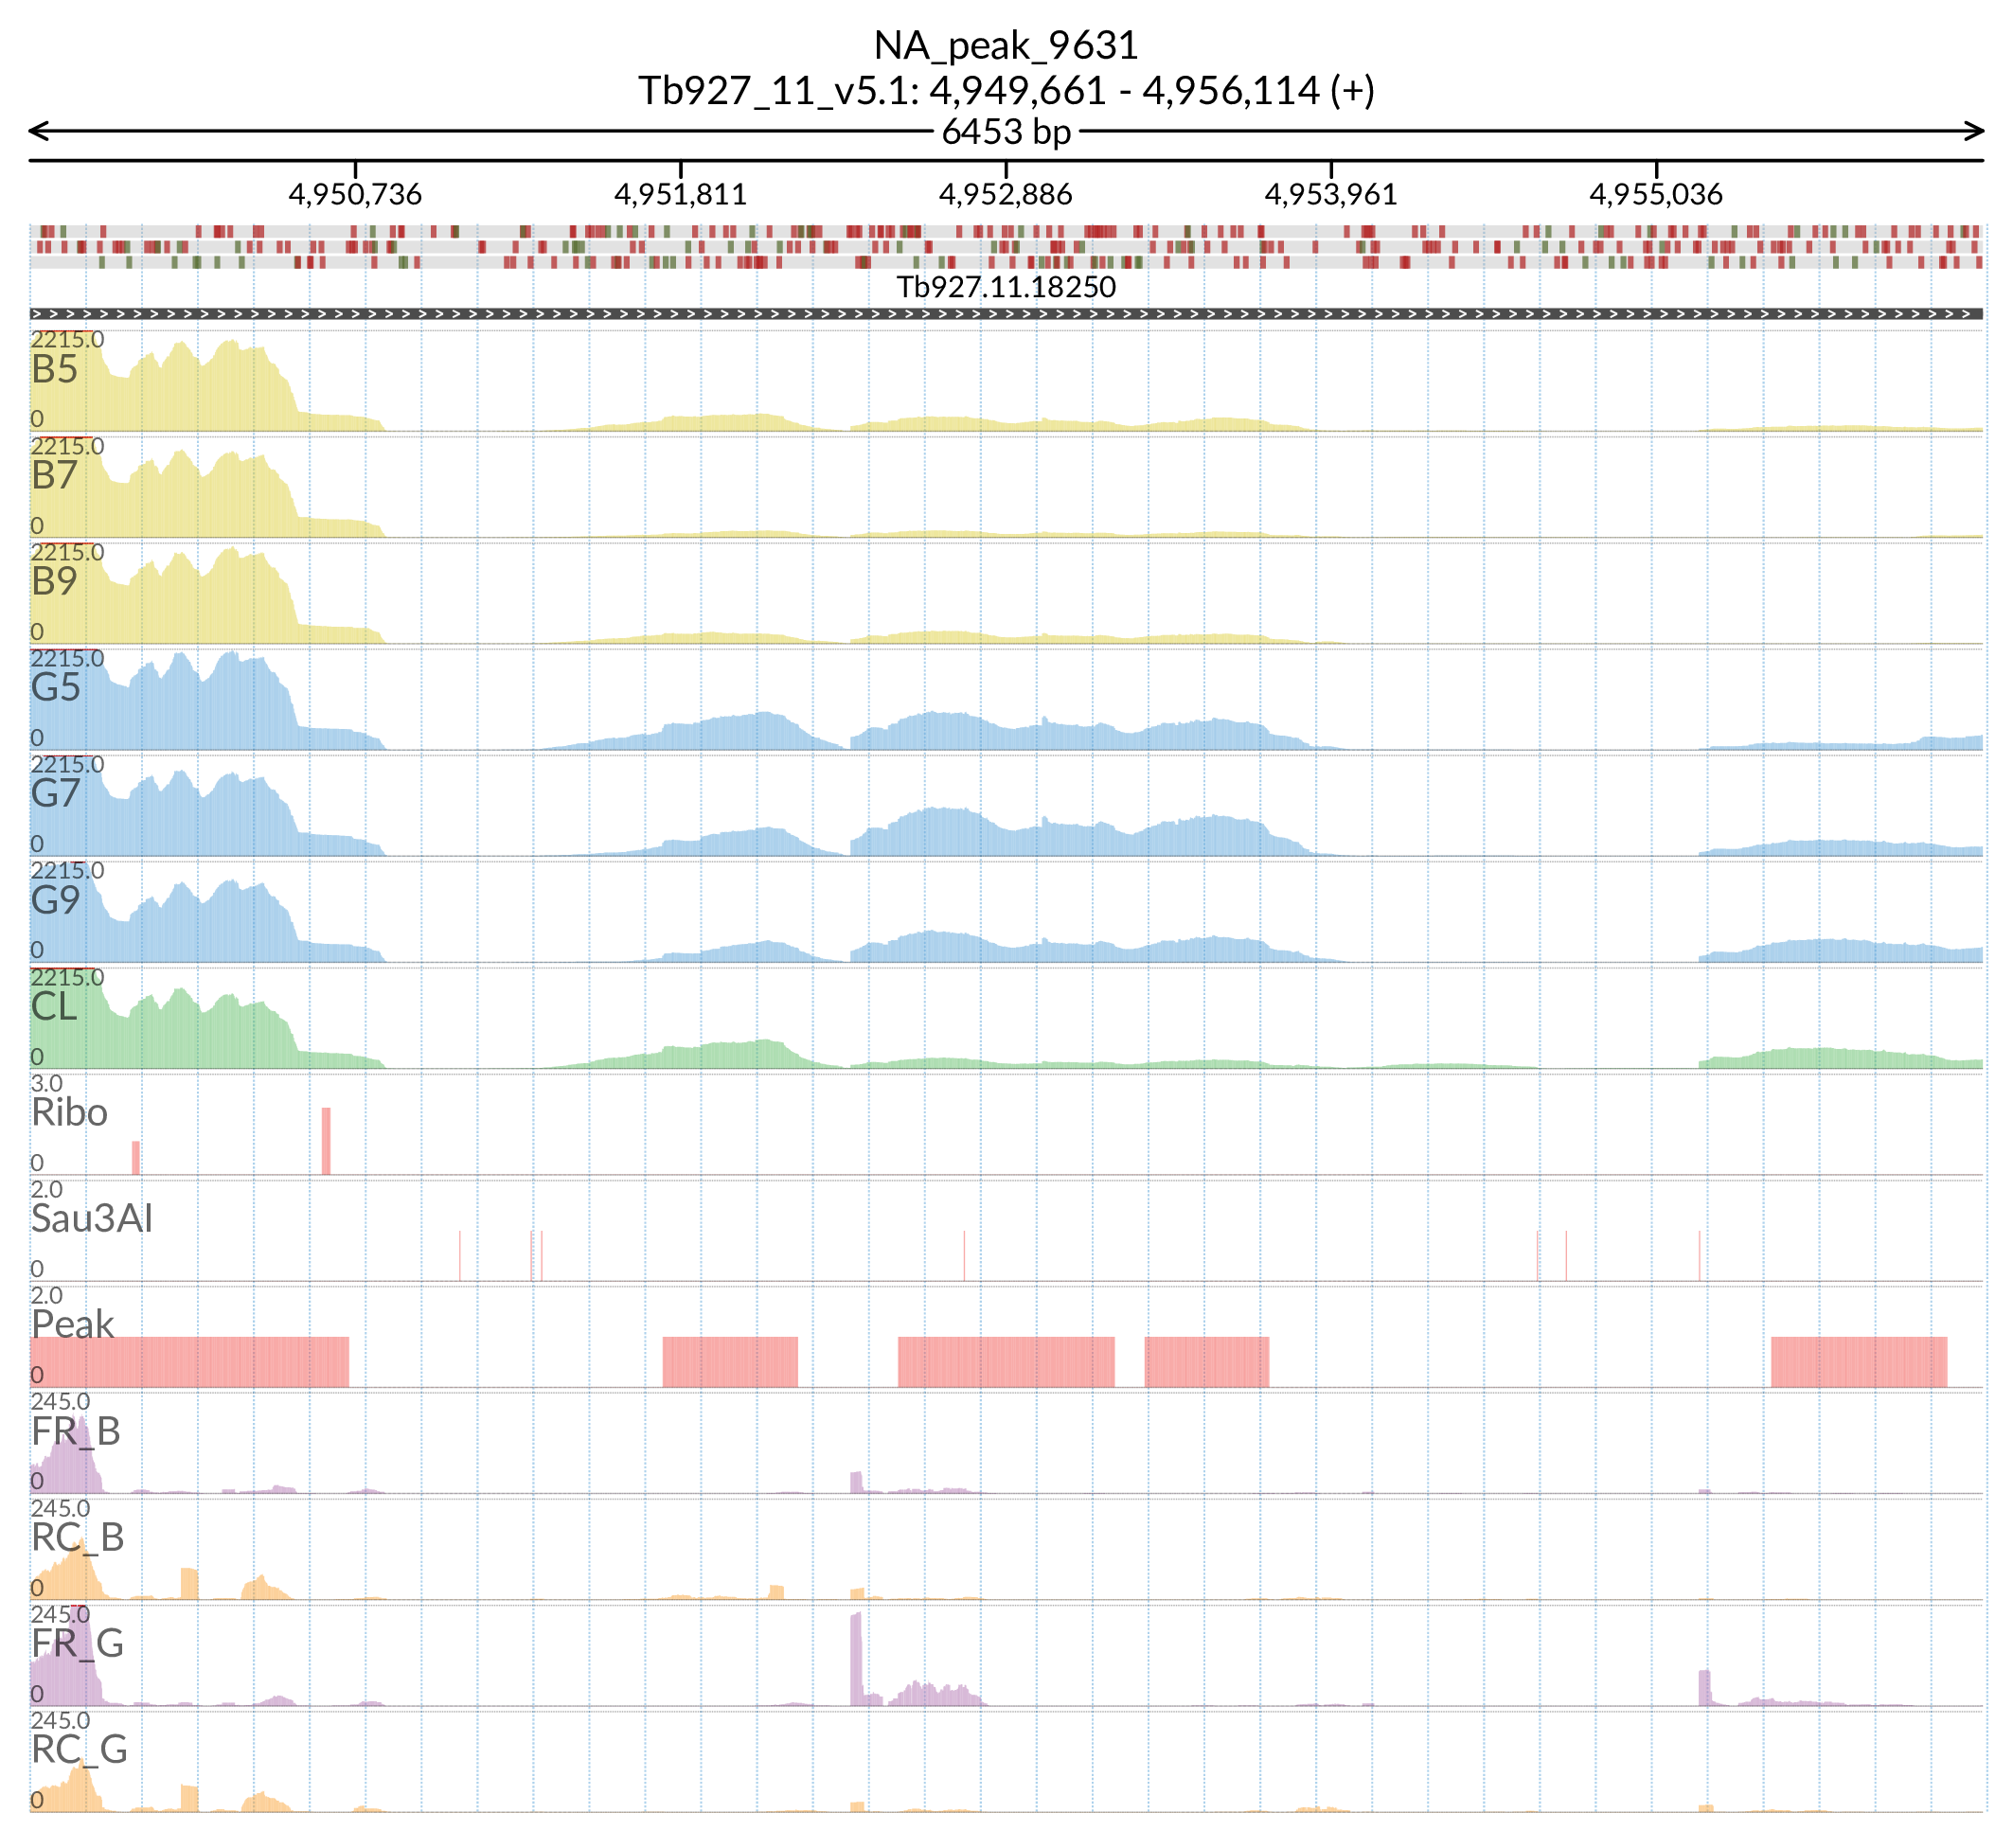 NA_peak_9631
Tb927_11_v5.1: 4,949,661 - 4,956,114 (+)
6453 bp
4,950,736 4,951,811 4,952,886 4,953,961 4,955,036
Tb927.11.18250
2215.0
B5
0
2215.0
B7
0
2215.0
B9
0
2215.0
G5
0
2215.0
G7
0
2215.0
G9
0
2215.0
CL
0
3.0
Ribo
0
2.0
Sau3AI
0
2.0
Peak
0
245.0
FR_B
0
245.0
RC_B
0
245.0
FR_G
0
245.0
RC_G
0